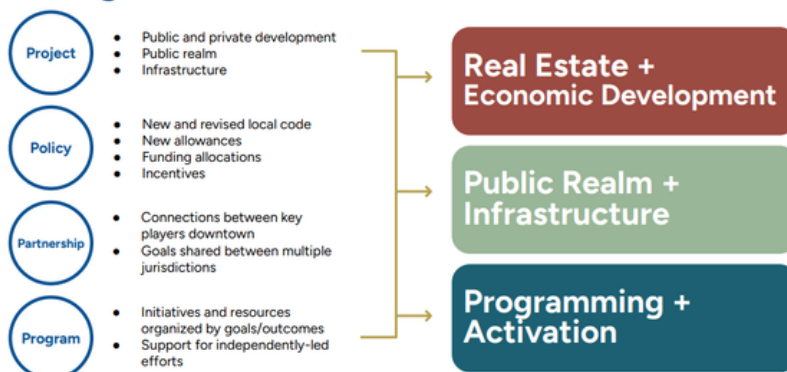 Project
● Public and private development
● Public realm
● Infrastructure
Policy
● New and revised local code
● New allowances
● Funding allocations
● Incentives
Partnership
● Connections between key
players downtown
● Goals shared between multiple
jurisdictions
Program
● Initiatives and resources
organized by goals/outcomes
● Support for independently-led
efforts
Real Estate +
Economic Development
Public Realm +
Infrastructure
Programming +
Activation